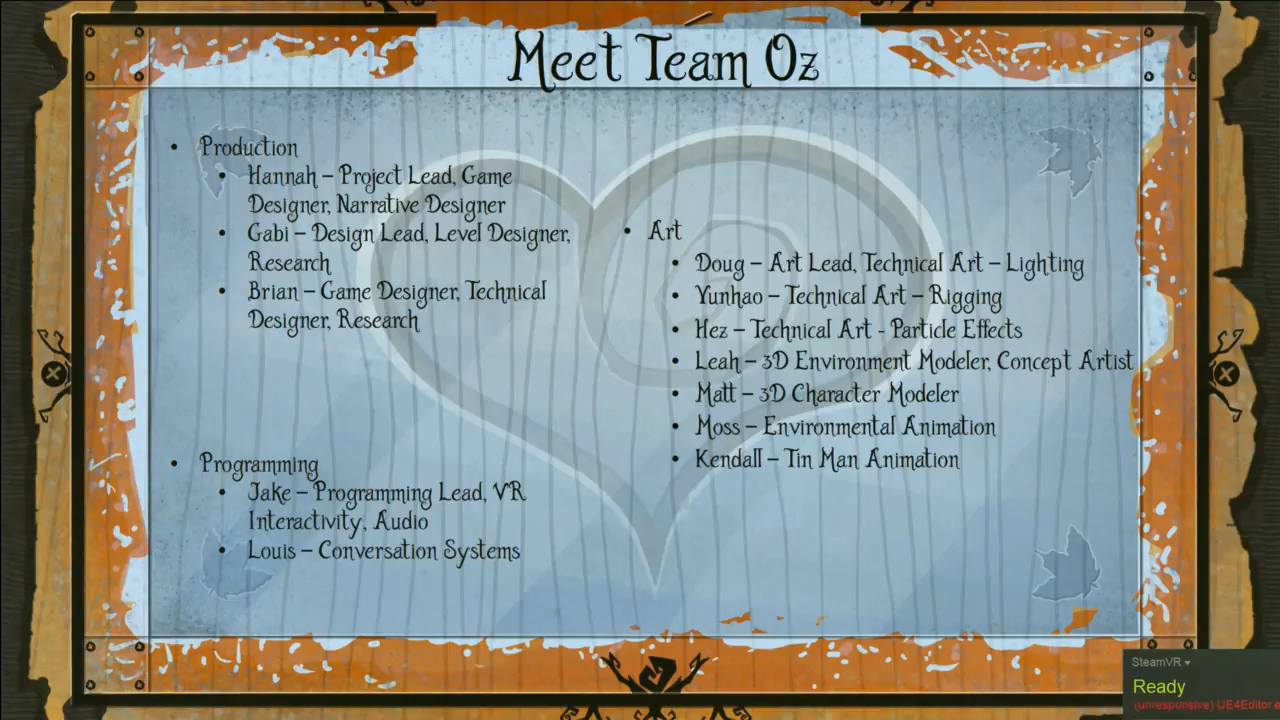 Meet Team Oz
• Production
• Hannah – Project Lead, Game
Designer, Narrative Designer
• Gabi – Design Lead, Level Designer,
Research
• Brian – Game Designer, Technical
Designer, Research
• Programming
• Jake – Programming Lead, VR
Interactivity, Audio
• Louis – Conversation Systems
• Art
• Doug – Art Lead, Technical Art – Lighting
• Yunhao – Technical Art – Rigging
• Hez – Technical Art - Particle Effects
• Leah – 3D Environment Modeler, Concept Artist
• Matt – 3D Character Modeler
• Moss – Environmental Animation
• Kendall – Tin Man Animation
SteamVR ▾
Ready
(unresponsive) UE4Editor.e